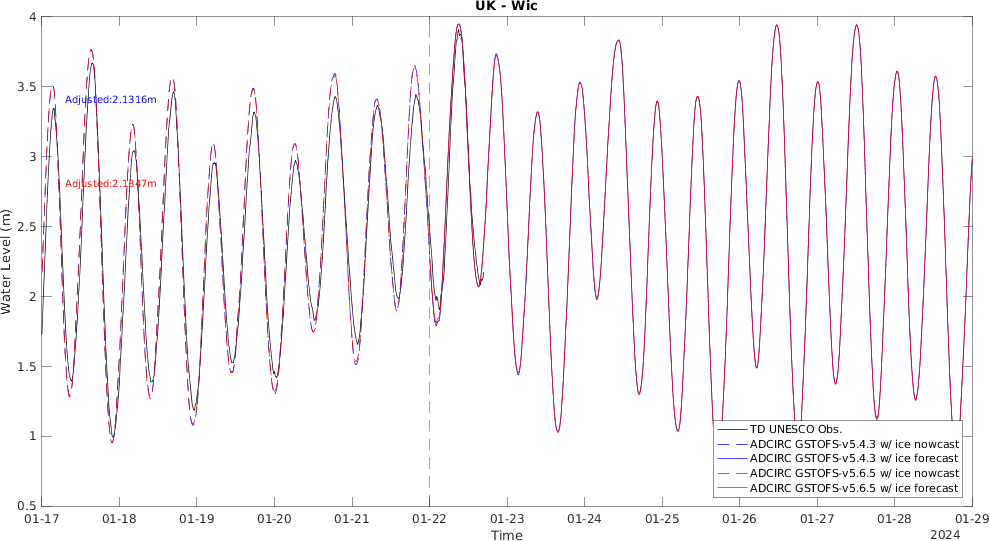 UK - Wic
4
3.5
3
2.5
2
1.5
1
0.5
Water Level (m)
Adjusted:2.1316m
Adjusted:2.1347m
TD UNESCO Obs.
ADCIRC GSTOFS-v5.4.3 w/ ice nowcast
ADCIRC GSTOFS-v5.4.3 w/ ice forecast
ADCIRC GSTOFS-v5.6.5 w/ ice nowcast
ADCIRC GSTOFS-v5.6.5 w/ ice forecast
01-17 01-18 01-19 01-20 01-21 01-22 01-23 01-24 01-25 01-26 01-27 01-28 01-29
Time
2024